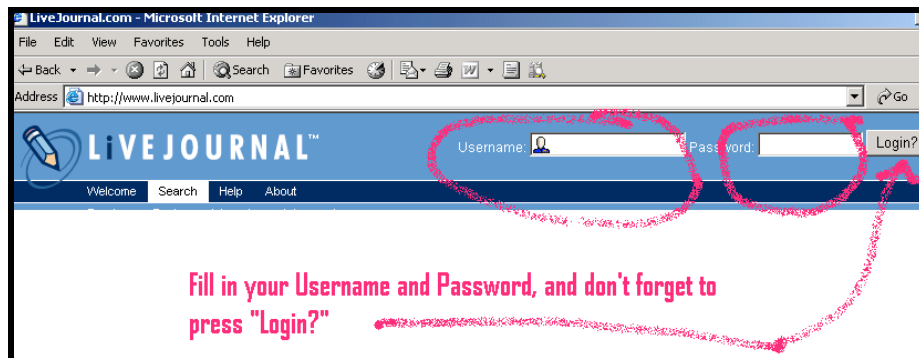 LiveJournal.com - Microsoft Internet Explorer
File Edit View Favorites Tools Help
Back Search Favorites
Address http://www.livejournal.com Go
LiVEJOURNAL™ Username: Password: Login?
Welcome Search Help About
Fill in your Username and Password, and don't forget to
press "Login?"